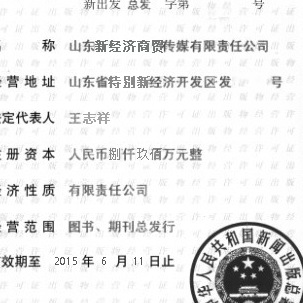 新出发 总发 字第 号
称 山东新经济商贸传媒有限责任公司
营地址 山东省特别新经济开发区发 号
定代表人 王志祥
册资本 人民币捌仟玖佰万元整
济性质 有限责任公司
营范围 图书、期刊总发行
效期至 2015 年 6 月 11 日止
华人民共和国新闻出版总